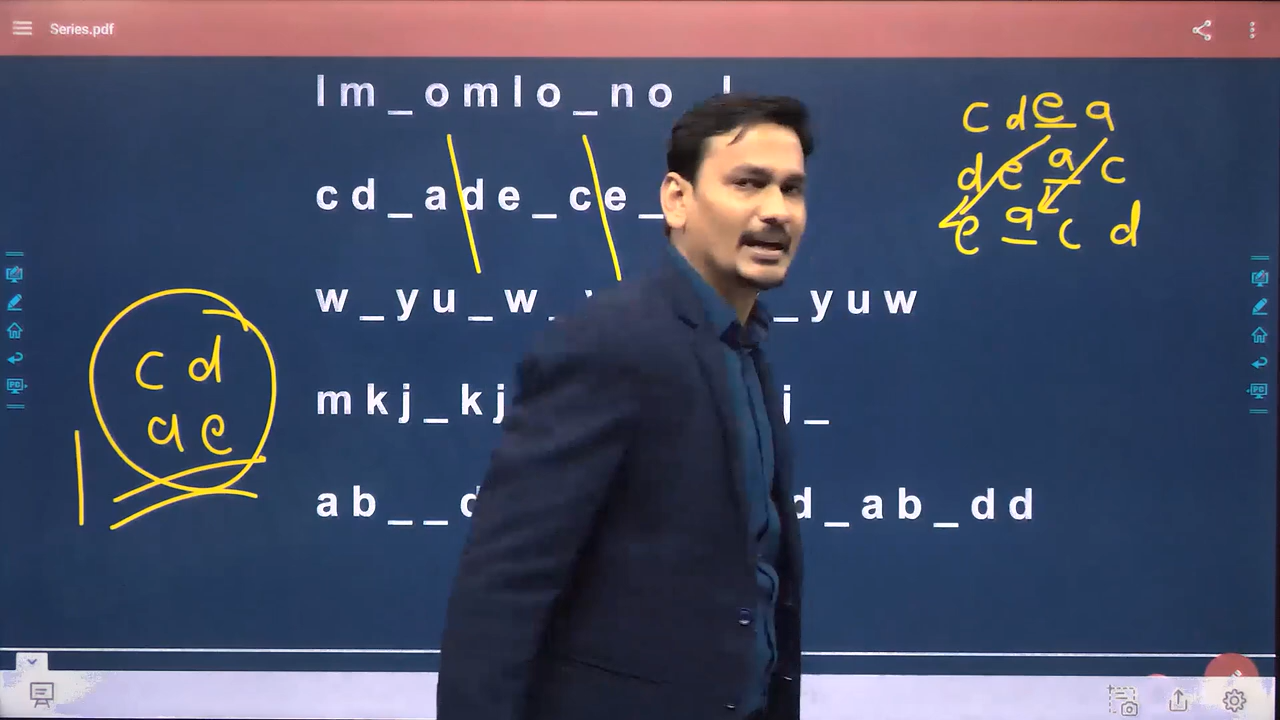 Series.pdf
l m _ o m l o _ n o l
c d _ a d e _ c e _
w _ y u _ w _ _ y u w
m k j _ k j j _
a b _ _ d d _ a b _ d d
c d e a
d e a c
e a c d
c d
a e